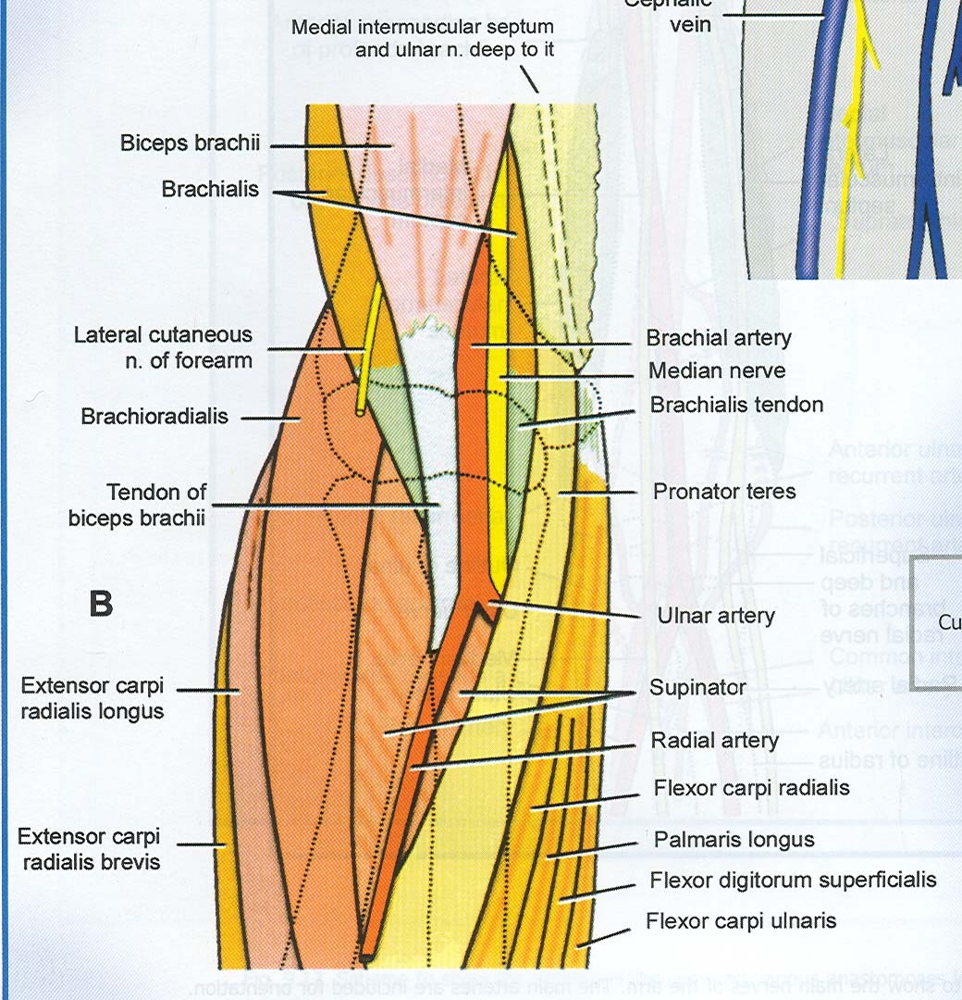 Cephalic
vein
Medial intermuscular septum
and ulnar n. deep to it
Biceps brachii
Brachialis
Lateral cutaneous
n. of forearm
Brachial artery
Median nerve
Brachialis tendon
Brachioradialis
Tendon of
biceps brachii
Pronator teres
B
Ulnar artery
Cu
Extensor carpi
radialis longus
Supinator
Radial artery
Flexor carpi radialis
Extensor carpi
radialis brevis
Palmaris longus
Flexor digitorum superficialis
Flexor carpi ulnaris